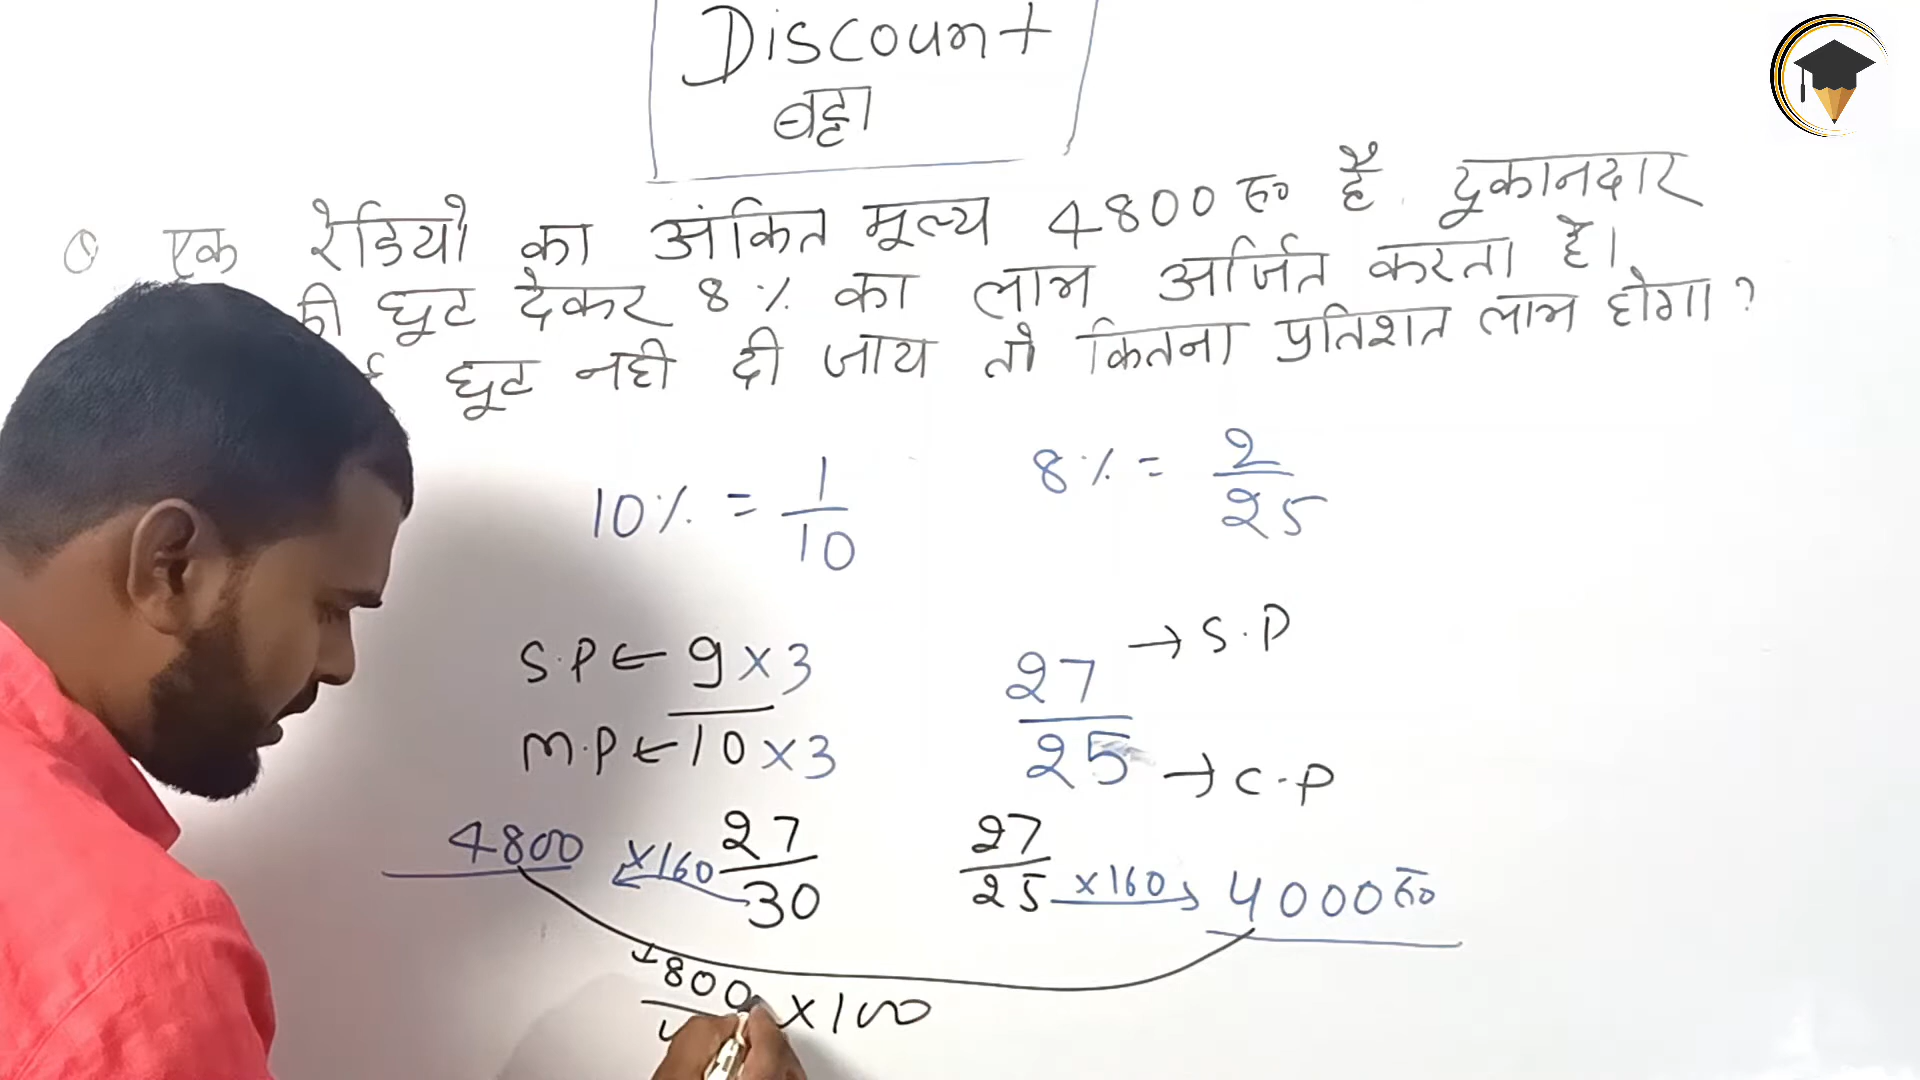 Discount
बट्टा
एक रेडियो का अंकित मूल्य 4800 रु० है. दुकानदार
की छूट देकर 8% का लाभ अर्जित करता है।
छूट नही दी जाय तो कितना प्रतिशत लाभ होगा?
10% = 1/10
8% = 2/25
S.P ← 9×3
M.P ← 10×3
27 → S.P
25 → C.P
4800 ×160 27/30
27/25 ×160 4000 रु०
+800 ×100